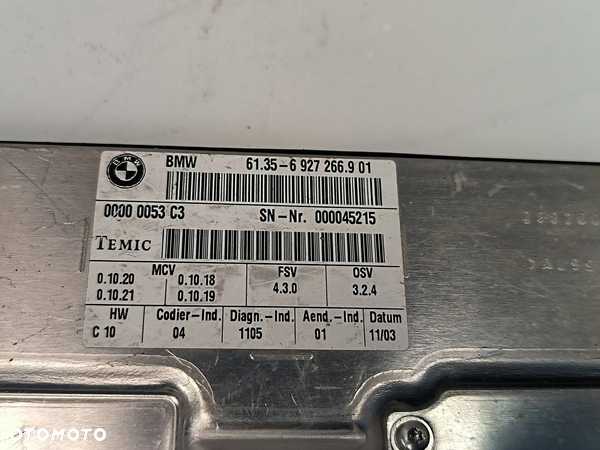 BMW
BMW 61.35-6 927 266.9 01
0000 0053 C3 SN-Nr. 000045215
TEMIC
MCV FSV OSV
0.10.20 0.10.18 4.3.0 3.2.4
0.10.21 0.10.19
HW Codier-Ind. Diagn.-Ind. Aend.-Ind. Datum
C 10 04 1105 01 11/03
OTOMOTO